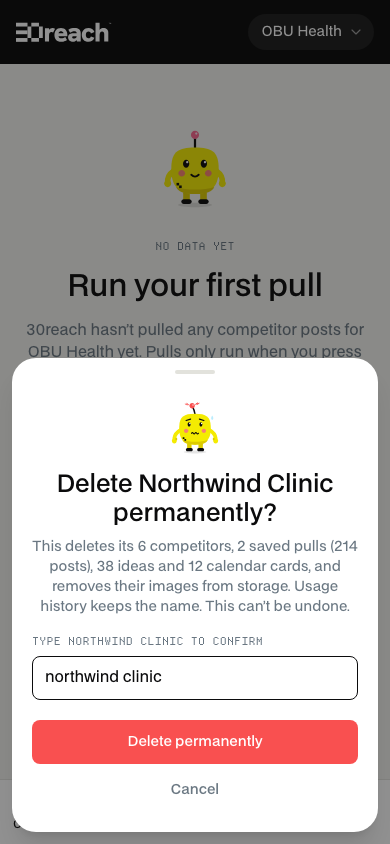 30reach
OBU Health
NO DATA YET
Run your first pull
30reach hasn't pulled any competitor posts for
OBU Health yet. Pulls only run when you press
Delete Northwind Clinic
permanently?
This deletes its 6 competitors, 2 saved pulls (214
posts), 38 ideas and 12 calendar cards, and
removes their images from storage. Usage
history keeps the name. This can't be undone.
TYPE NORTHWIND CLINIC TO CONFIRM
northwind clinic
Delete permanently
Cancel